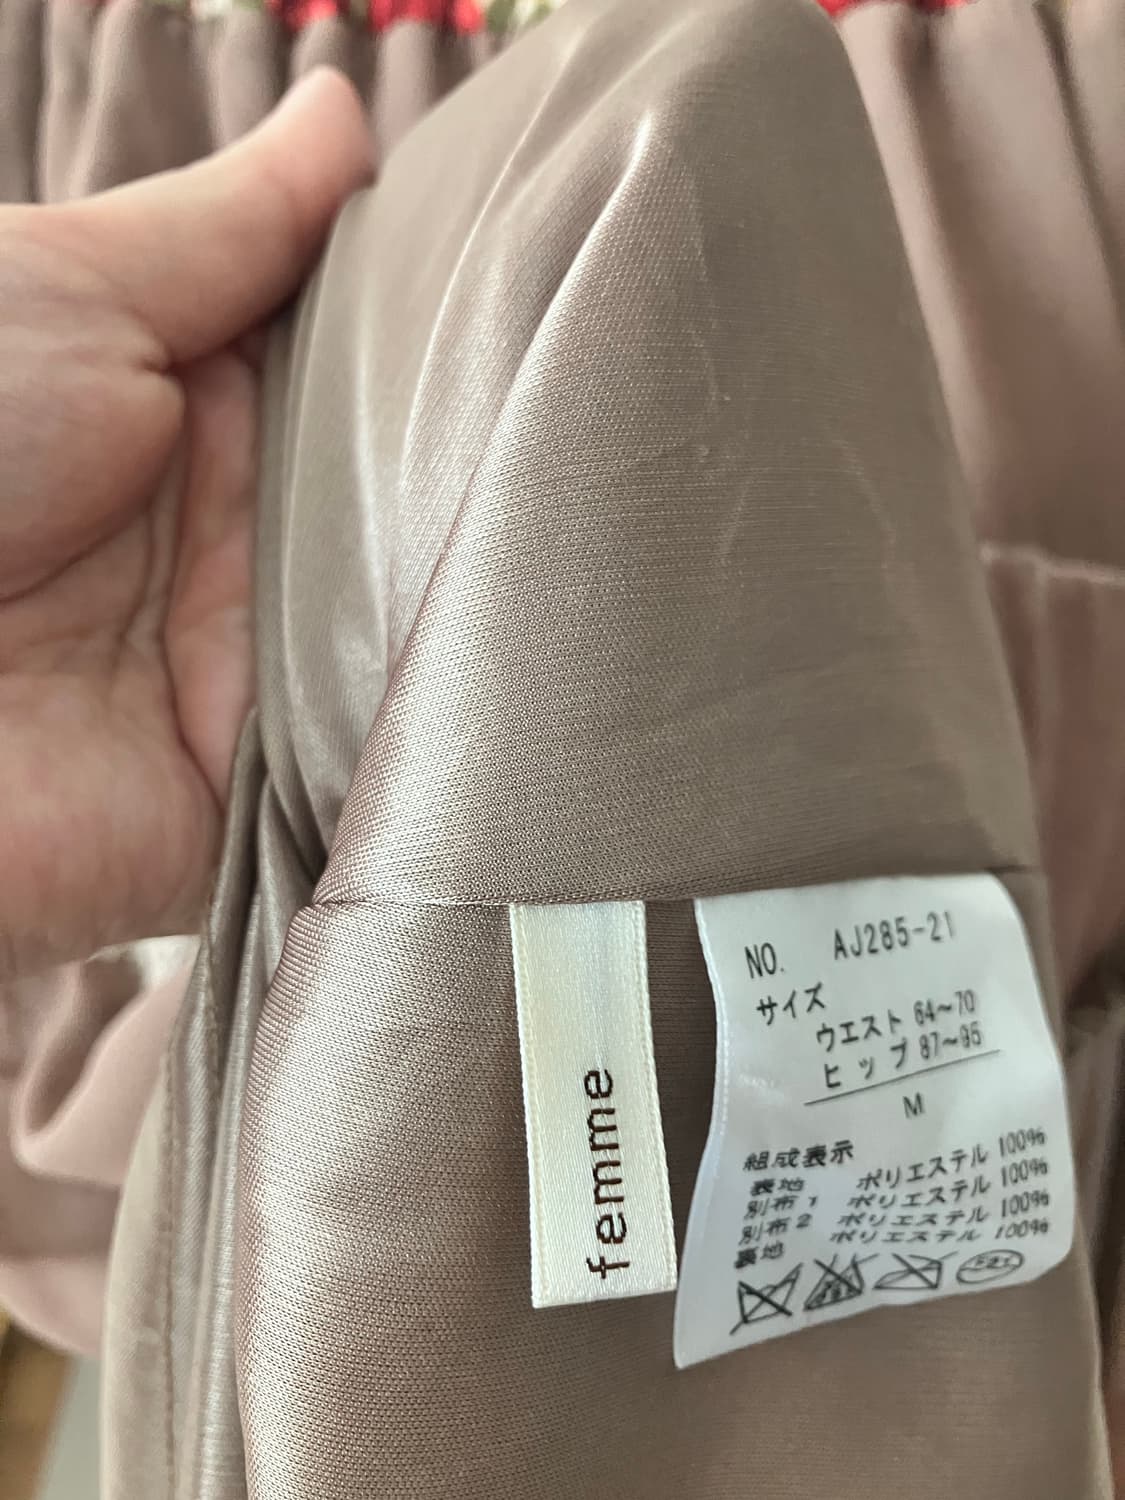 femme
NO. AJ285-21
サイズ
ウエスト 64~70
ヒップ 87~95
M
組成表示
表地 ポリエステル 100%
別布1 ポリエステル 100%
別布2 ポリエステル 100%
裏地 ポリエステル 100%